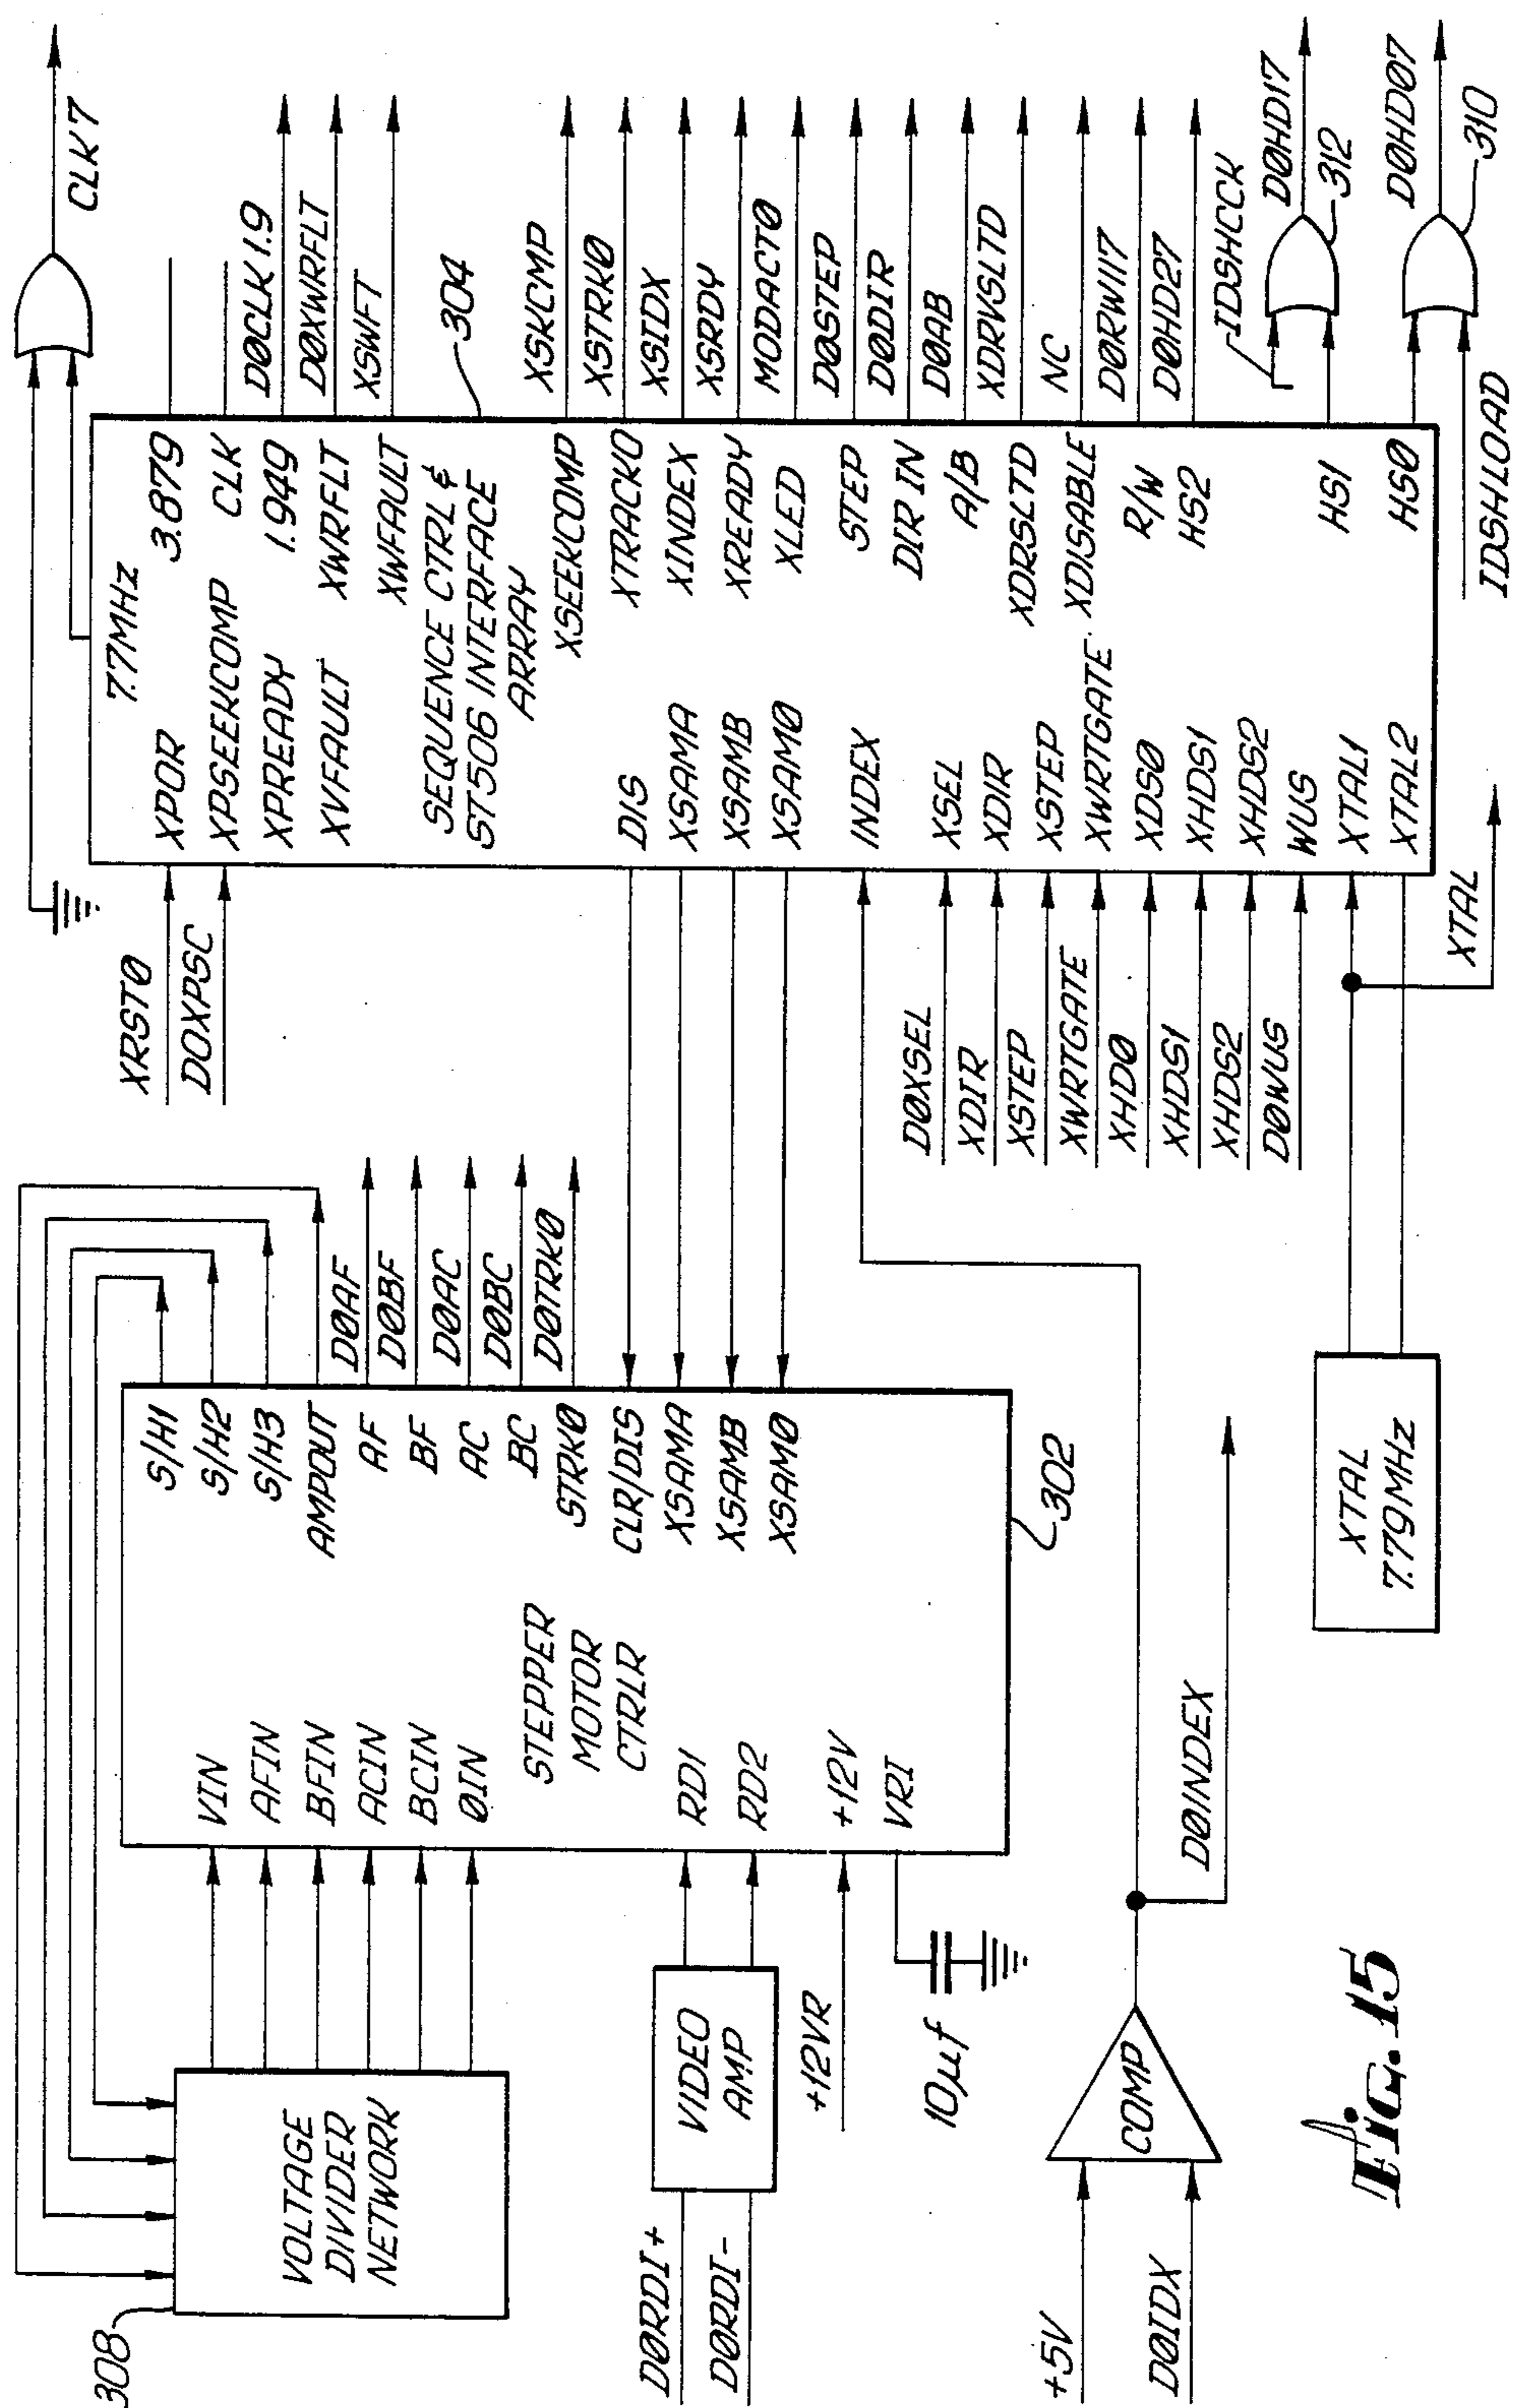 308
VOLTAGE
DIVIDER
NETWORK
VIN
AFIN
BFIN
ACIN
BCIN
0IN
STEPPER
MOTOR
CTRLR
RD1
RD2
+12V
VRI
S/H1
S/H2
S/H3
AMPOUT
AF
BF
AC
BC
STRK0
CLR/DIS
XSAMA
XSAMB
XSAM0
302
D0AF
D0BF
D0AC
D0BC
D0TRK0
D0RDI+
D0RDI-
VIDEO
AMP
+12VR
10µf
+5V
D0IDX
COMP
D0INDEX
XTAL
7.79MHz
XRST0
DOXPSC
D0XSEL
XDIR
XSTEP
XWRTGATE
XHD0
XHDS1
XHDS2
D0WUS
XTAL
7.7MHz
XPOR
XPSEEKCOMP
XPREADY
XVFAULT
3.879
CLK
1.949
XWRFLT
XWFAULT
SEQUENCE CTRL &
ST506 INTERFACE
ARRAY
DIS
XSAMA
XSAMB
XSAM0
INDEX
XSEL
XDIR
XSTEP
XWRTGATE
XDS0
XHDS1
XHDS2
WUS
XTAL1
XTAL2
XSEEKCOMP
XTRACKO
XINDEX
XREADY
XLED
STEP
DIR IN
A/B
XDRSLTD
XDISABLE
R/W
HS2
HS1
HS0
CLK7
D0CLK1.9
D0XWRFLT
XSWFT
304
XSKCMP
XSTRK0
XSIDX
XSRDY
MODACT0
D0STEP
D0DIR
D0AB
XDRVSLTD
NC
D0RW117
D0HD27
IDSHCCK
D0HD17
312
D0HD07
310
IDSHLOAD
Fig. 15